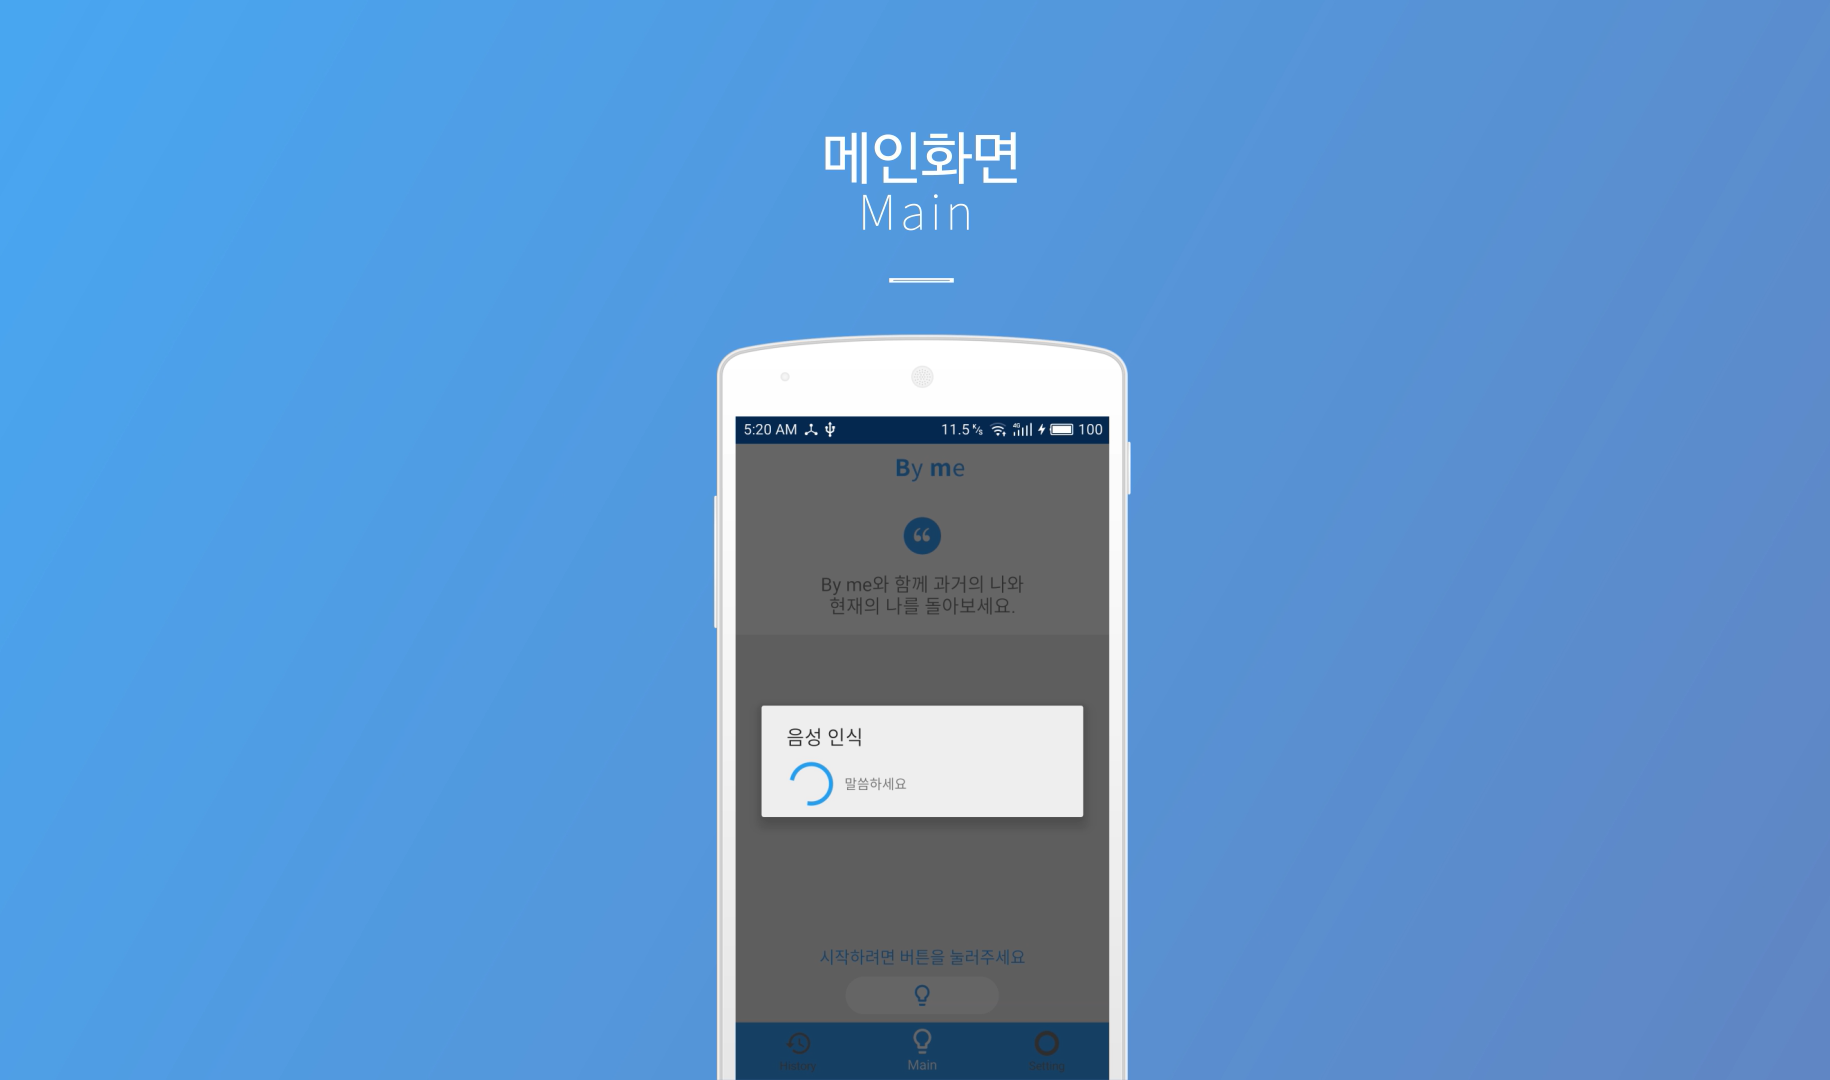 메인화면
Main
5:20 AM 11.5 K/s 4G 100
By me
By me와 함께 과거의 나와
현재의 나를 돌아보세요.
음성 인식
말씀하세요
시작하려면 버튼을 눌러주세요
History Main Setting